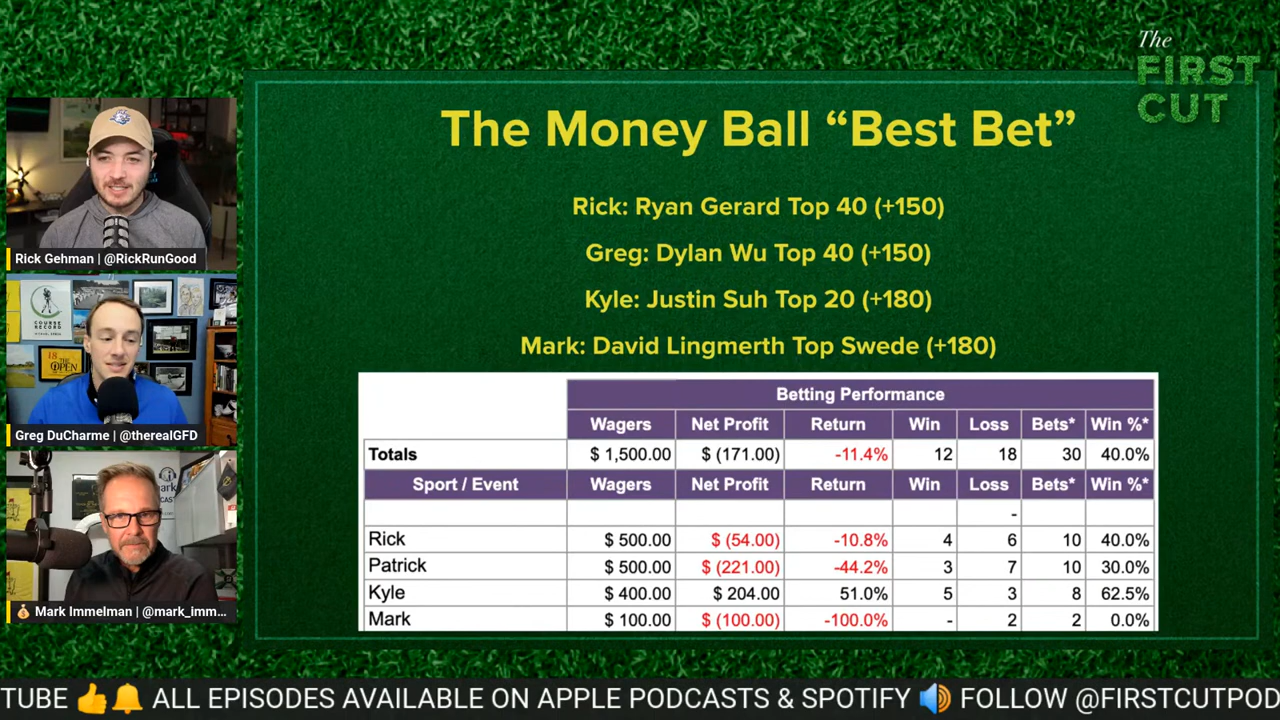 The
FIRST
CUT
The Money Ball “Best Bet”
Rick: Ryan Gerard Top 40 (+150)
Greg: Dylan Wu Top 40 (+150)
Kyle: Justin Suh Top 20 (+180)
Mark: David Lingmerth Top Swede (+180)
Betting Performance
Wagers Net Profit Return Win Loss Bets* Win %*
Totals $ 1,500.00 $ (171.00) -11.4% 12 18 30 40.0%
Sport / Event Wagers Net Profit Return Win Loss Bets* Win %*
-
Rick $ 500.00 $ (54.00) -10.8% 4 6 10 40.0%
Patrick $ 500.00 $ (221.00) -44.2% 3 7 10 30.0%
Kyle $ 400.00 $ 204.00 51.0% 5 3 8 62.5%
Mark $ 100.00 $ (100.00) -100.0% - 2 2 0.0%
Rick Gehman | @RickRunGood
COURSE
RECORD
18 THE
OPEN
Greg DuCharme | @therealGFD
💰 Mark Immelman | @mark_imm...
TUBE 👍🔔 ALL EPISODES AVAILABLE ON APPLE PODCASTS & SPOTIFY 🔊 FOLLOW @FIRSTCUTPOD